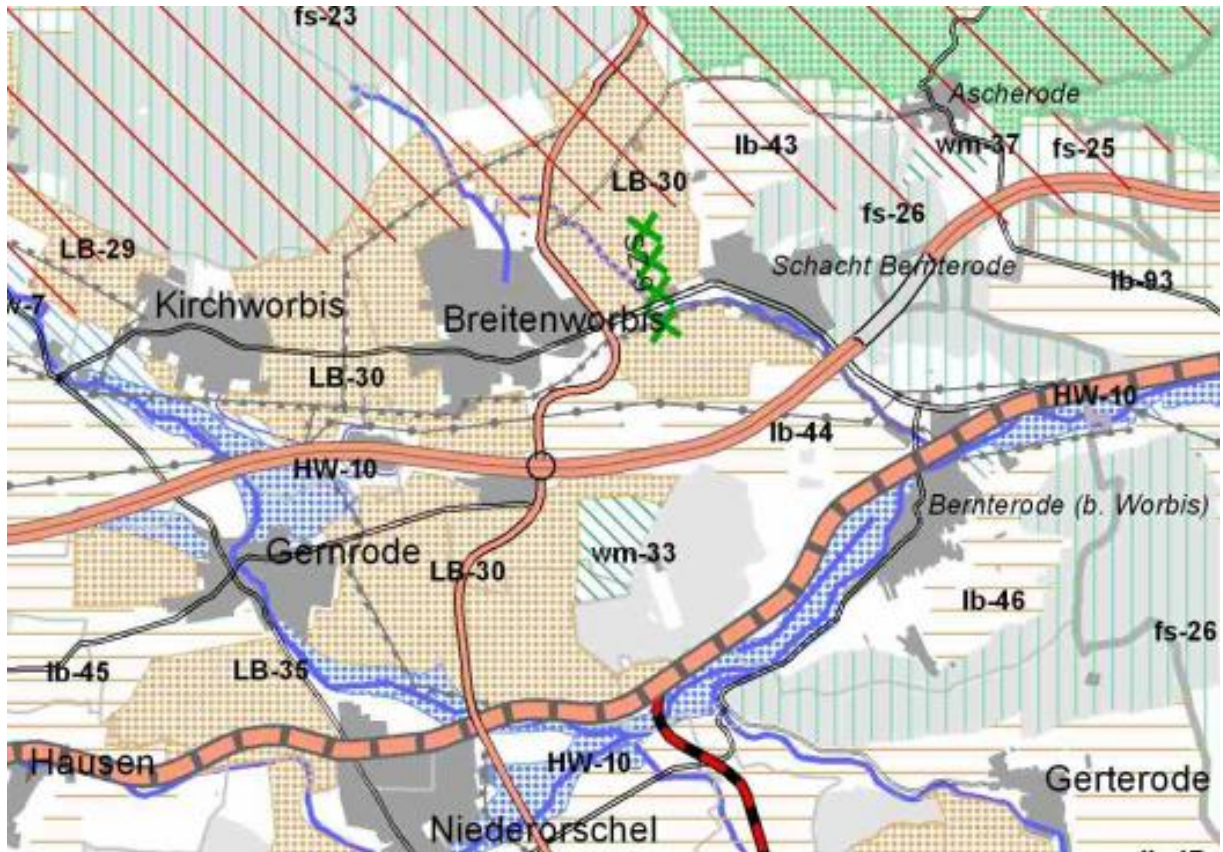 fs-23
Ascherode
lb-43
wm-37
fs-25
LB-30
fs-26
LB-29
Schacht Bernterode
lb-93
w-7
Kirchworbis
Breitenworbis
LB-30
HW-10
lb-44
HW-10
Bernterode (b. Worbis)
Gernrode
wm-33
LB-30
lb-46
fs-26
lb-45
LB-35
Hausen
HW-10
Gerterode
Niederorschel